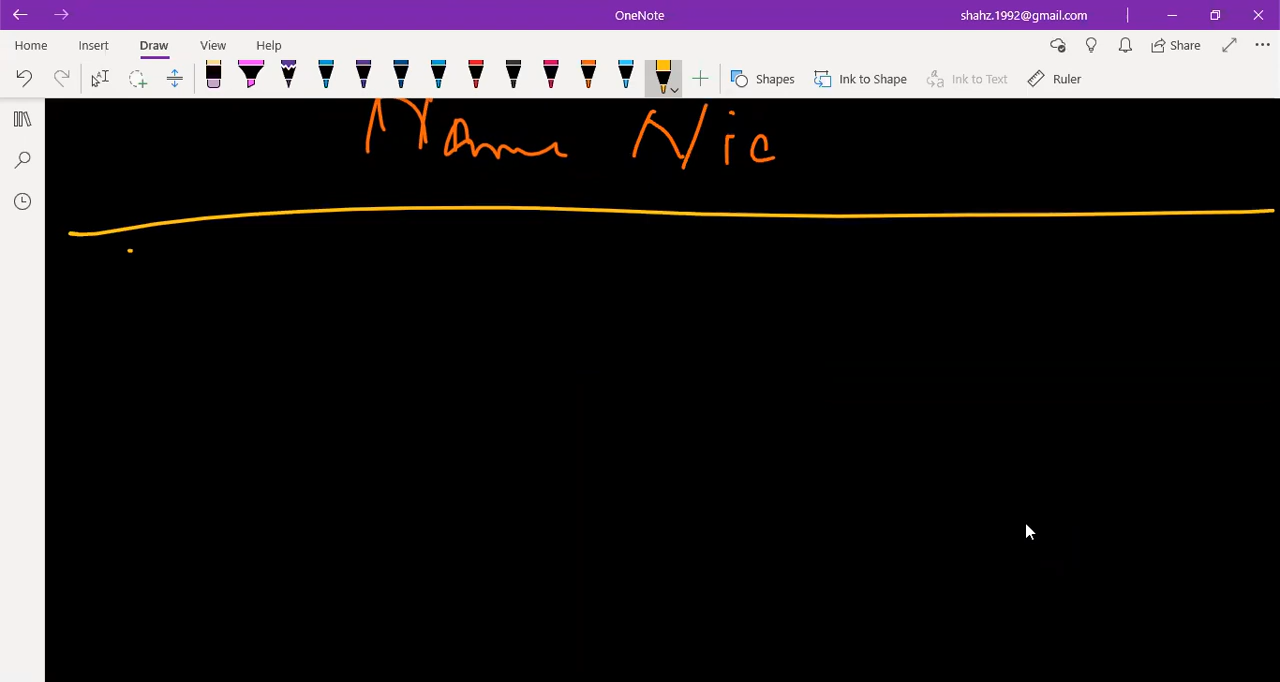 OneNote
shahz.1992@gmail.com
Home Insert Draw View Help
Share
Shapes
Ink to Shape
Ink to Text
Ruler
Nic